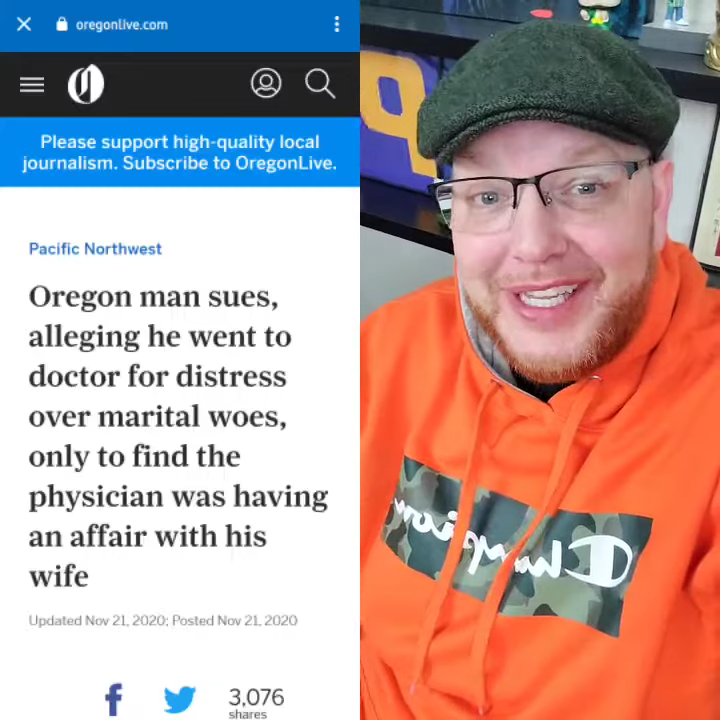 oregonlive.com
Please support high-quality local
journalism. Subscribe to OregonLive.
Pacific Northwest
Oregon man sues,
alleging he went to
doctor for distress
over marital woes,
only to find the
physician was having
an affair with his
wife
Updated Nov 21, 2020; Posted Nov 21, 2020
3,076
shares
Champion